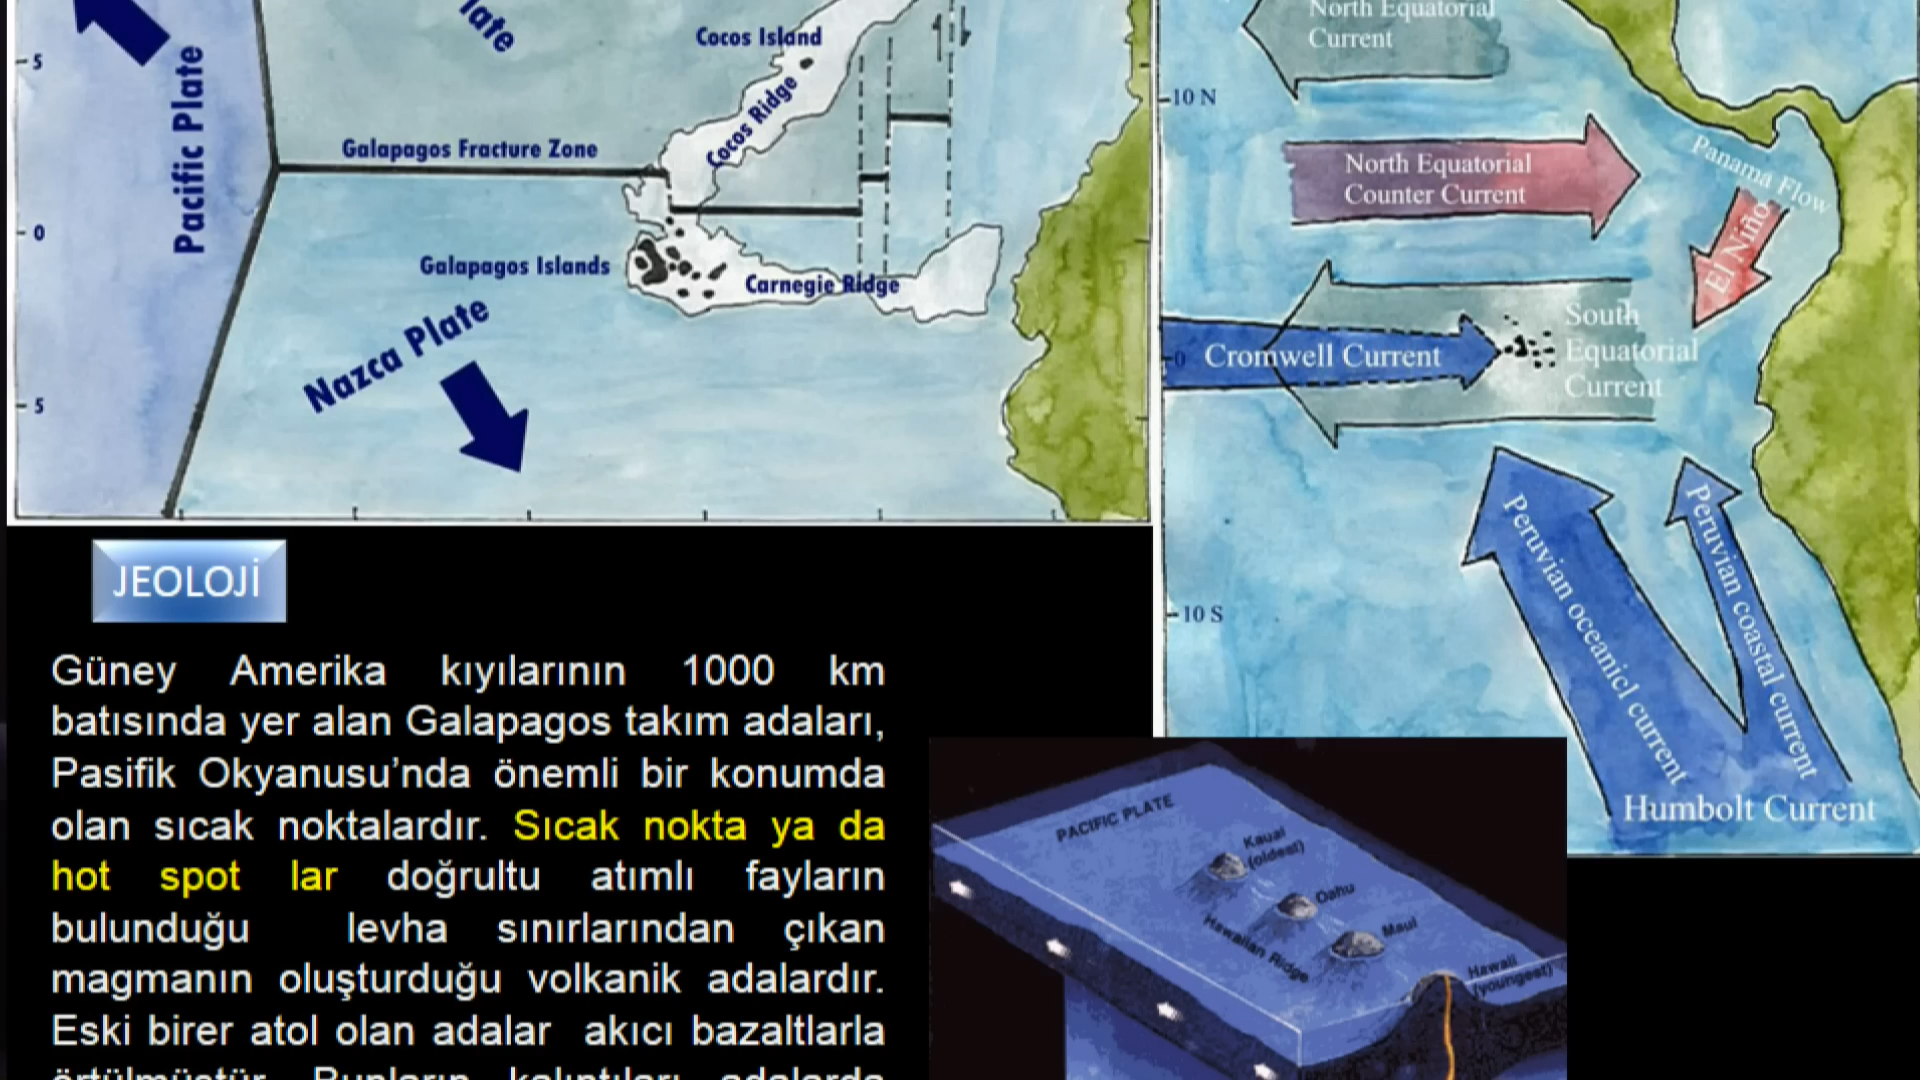 5
0
5
Pacific Plate
late
Cocos Island
Cocos Ridge
Galapagos Fracture Zone
Galapagos Islands
Carnegie Ridge
Nazca Plate
North Equatorial
Current
10 N
North Equatorial
Counter Current
Panama Flow
El Niño
South
Equatorial
Current
Cromwell Current
0
Peruvian oceanicl current
Peruvian coastal current
10 S
Humbolt Current
JEOLOJİ
Güney Amerika kıyılarının 1000 km
batısında yer alan Galapagos takım adaları,
Pasifik Okyanusu’nda önemli bir konumda
olan sıcak noktalardır. Sıcak nokta ya da
hot spot lar doğrultu atımlı fayların
bulunduğu levha sınırlarından çıkan
magmanın oluşturduğu volkanik adalardır.
Eski birer atol olan adalar akıcı bazaltlarla
örtülmüştür. Bunların kalıntıları adalarda
PACIFIC PLATE
Kauai
(oldest)
Oahu
Maui
Hawaiian Ridge
Hawaii
(youngest)